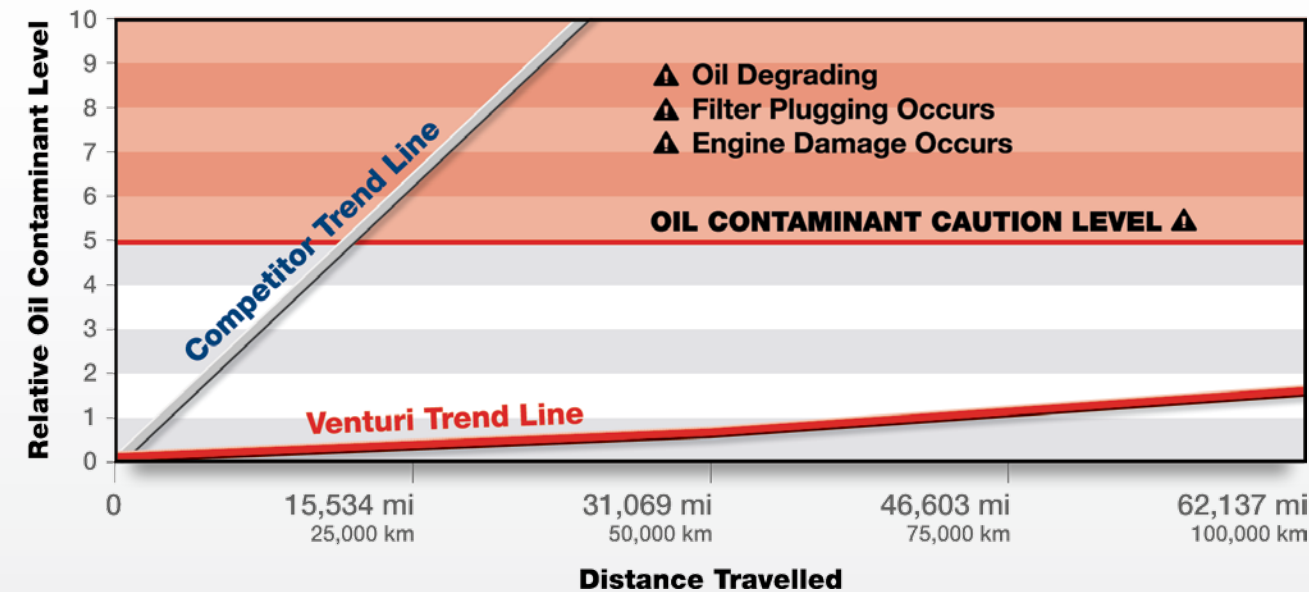 Relative Oil Contaminant Level
10
9
8
7
6
5
4
3
2
1
0
Competitor Trend Line
Oil Degrading
Filter Plugging Occurs
Engine Damage Occurs
OIL CONTAMINANT CAUTION LEVEL
Venturi Trend Line
0
15,534 mi
25,000 km
31,069 mi
50,000 km
46,603 mi
75,000 km
62,137 mi
100,000 km
Distance Travelled